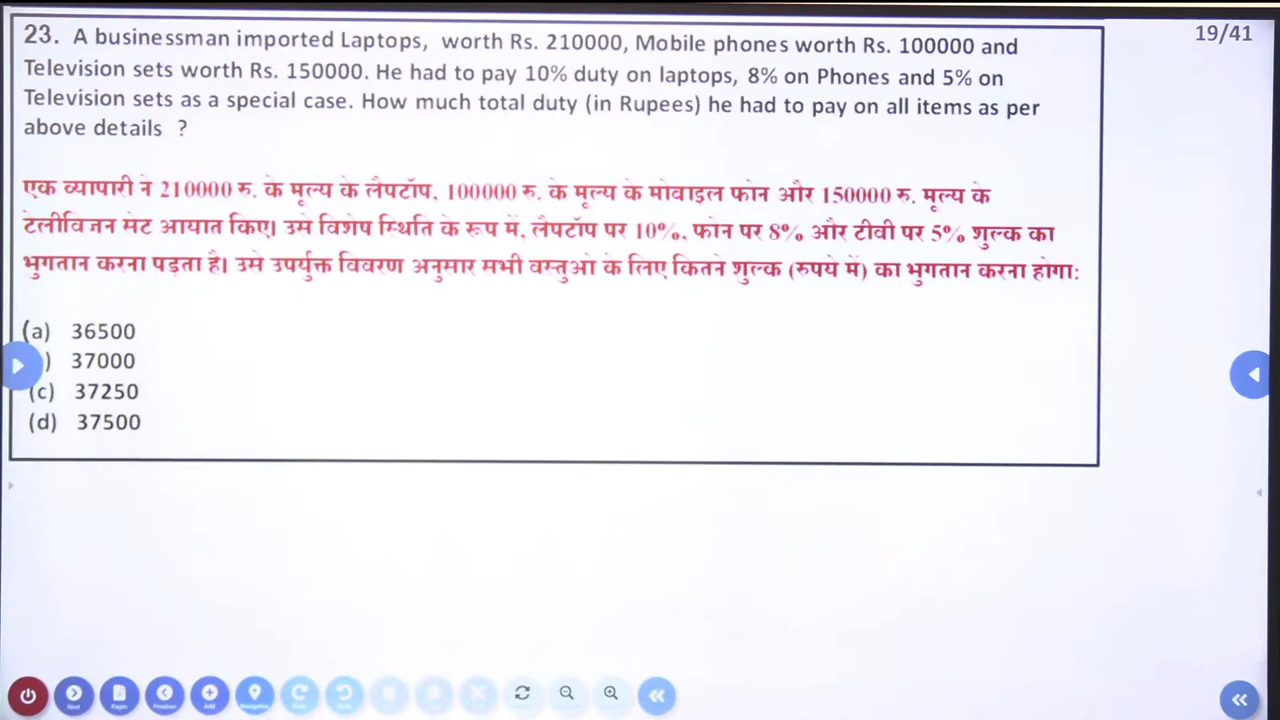 19/41
23. A businessman imported Laptops, worth Rs. 210000, Mobile phones worth Rs. 100000 and
Television sets worth Rs. 150000. He had to pay 10% duty on laptops, 8% on Phones and 5% on
Television sets as a special case. How much total duty (in Rupees) he had to pay on all items as per
above details ?
एक व्यापारी ने 210000 रु. के मूल्य के लैपटॉप, 100000 रु. के मूल्य के मोबाइल फोन और 150000 रु. मूल्य के
टेलीविजन सेट आयात किए। उसे विशेष स्थिति के रूप में, लैपटॉप पर 10%, फोन पर 8% और टीवी पर 5% शुल्क का
भुगतान करना पड़ता है। उसे उपर्युक्त विवरण अनुसार सभी वस्तुओ के लिए कितने शुल्क (रुपये में) का भुगतान करना होगा:
(a) 36500
) 37000
(c) 37250
(d) 37500
Next
Pages
Previous
Add